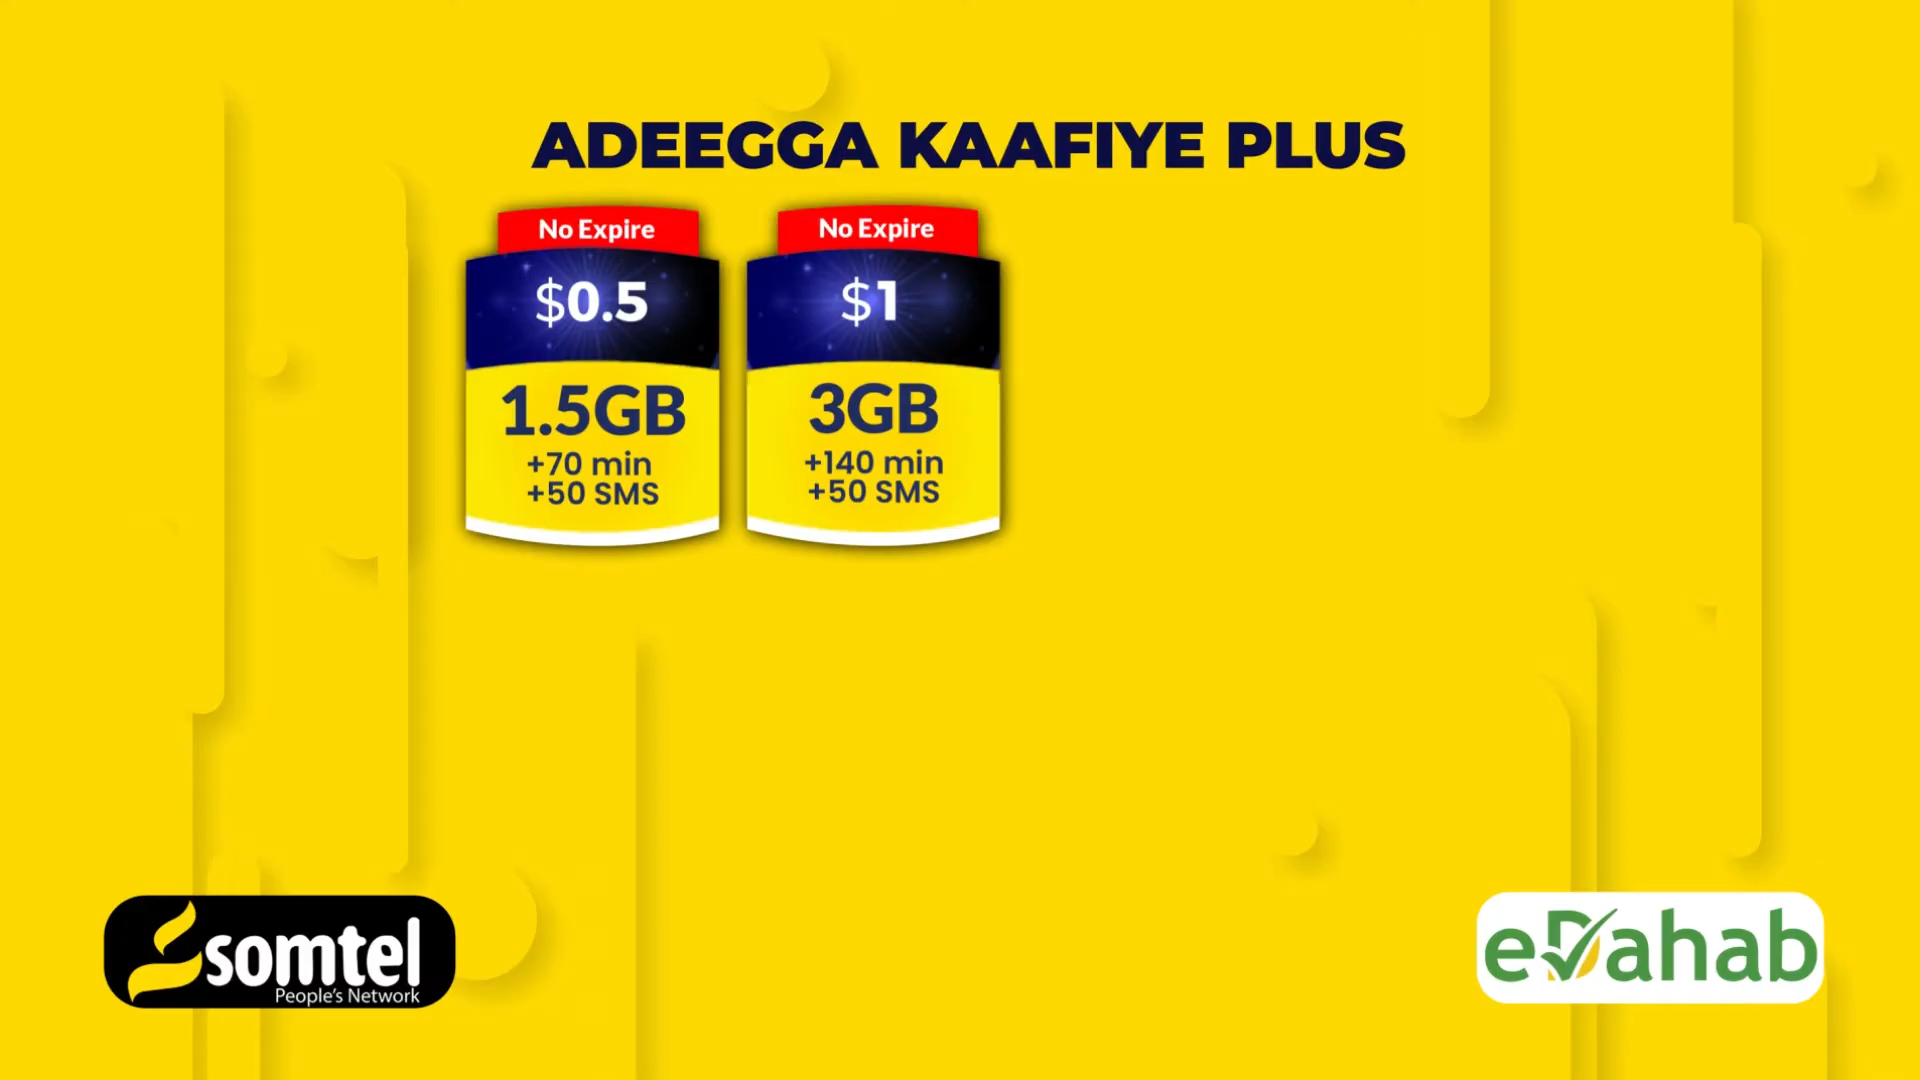 ADEEGGA KAAFIYE PLUS
No Expire
$0.5
1.5GB
+70 min
+50 SMS
No Expire
$1
3GB
+140 min
+50 SMS
somtel
People's Network
eDahab